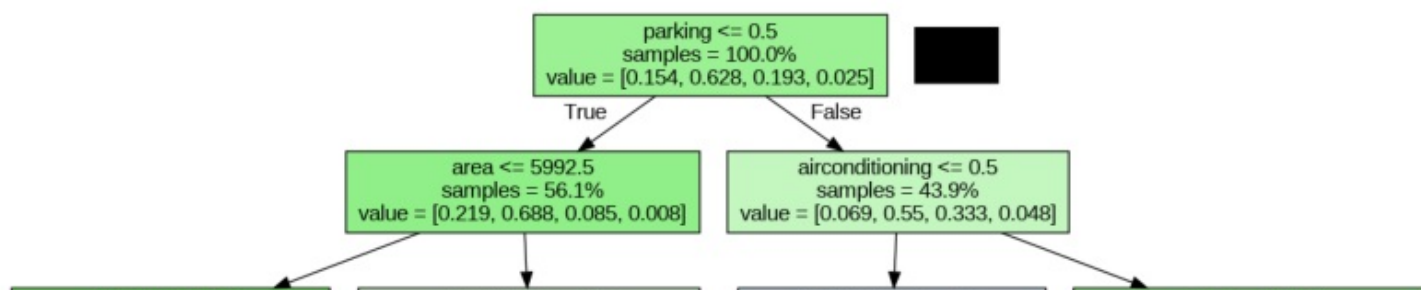 parking <= 0.5
samples = 100.0%
value = [0.154, 0.628, 0.193, 0.025]
True
False
area <= 5992.5
samples = 56.1%
value = [0.219, 0.688, 0.085, 0.008]
airconditioning <= 0.5
samples = 43.9%
value = [0.069, 0.55, 0.333, 0.048]